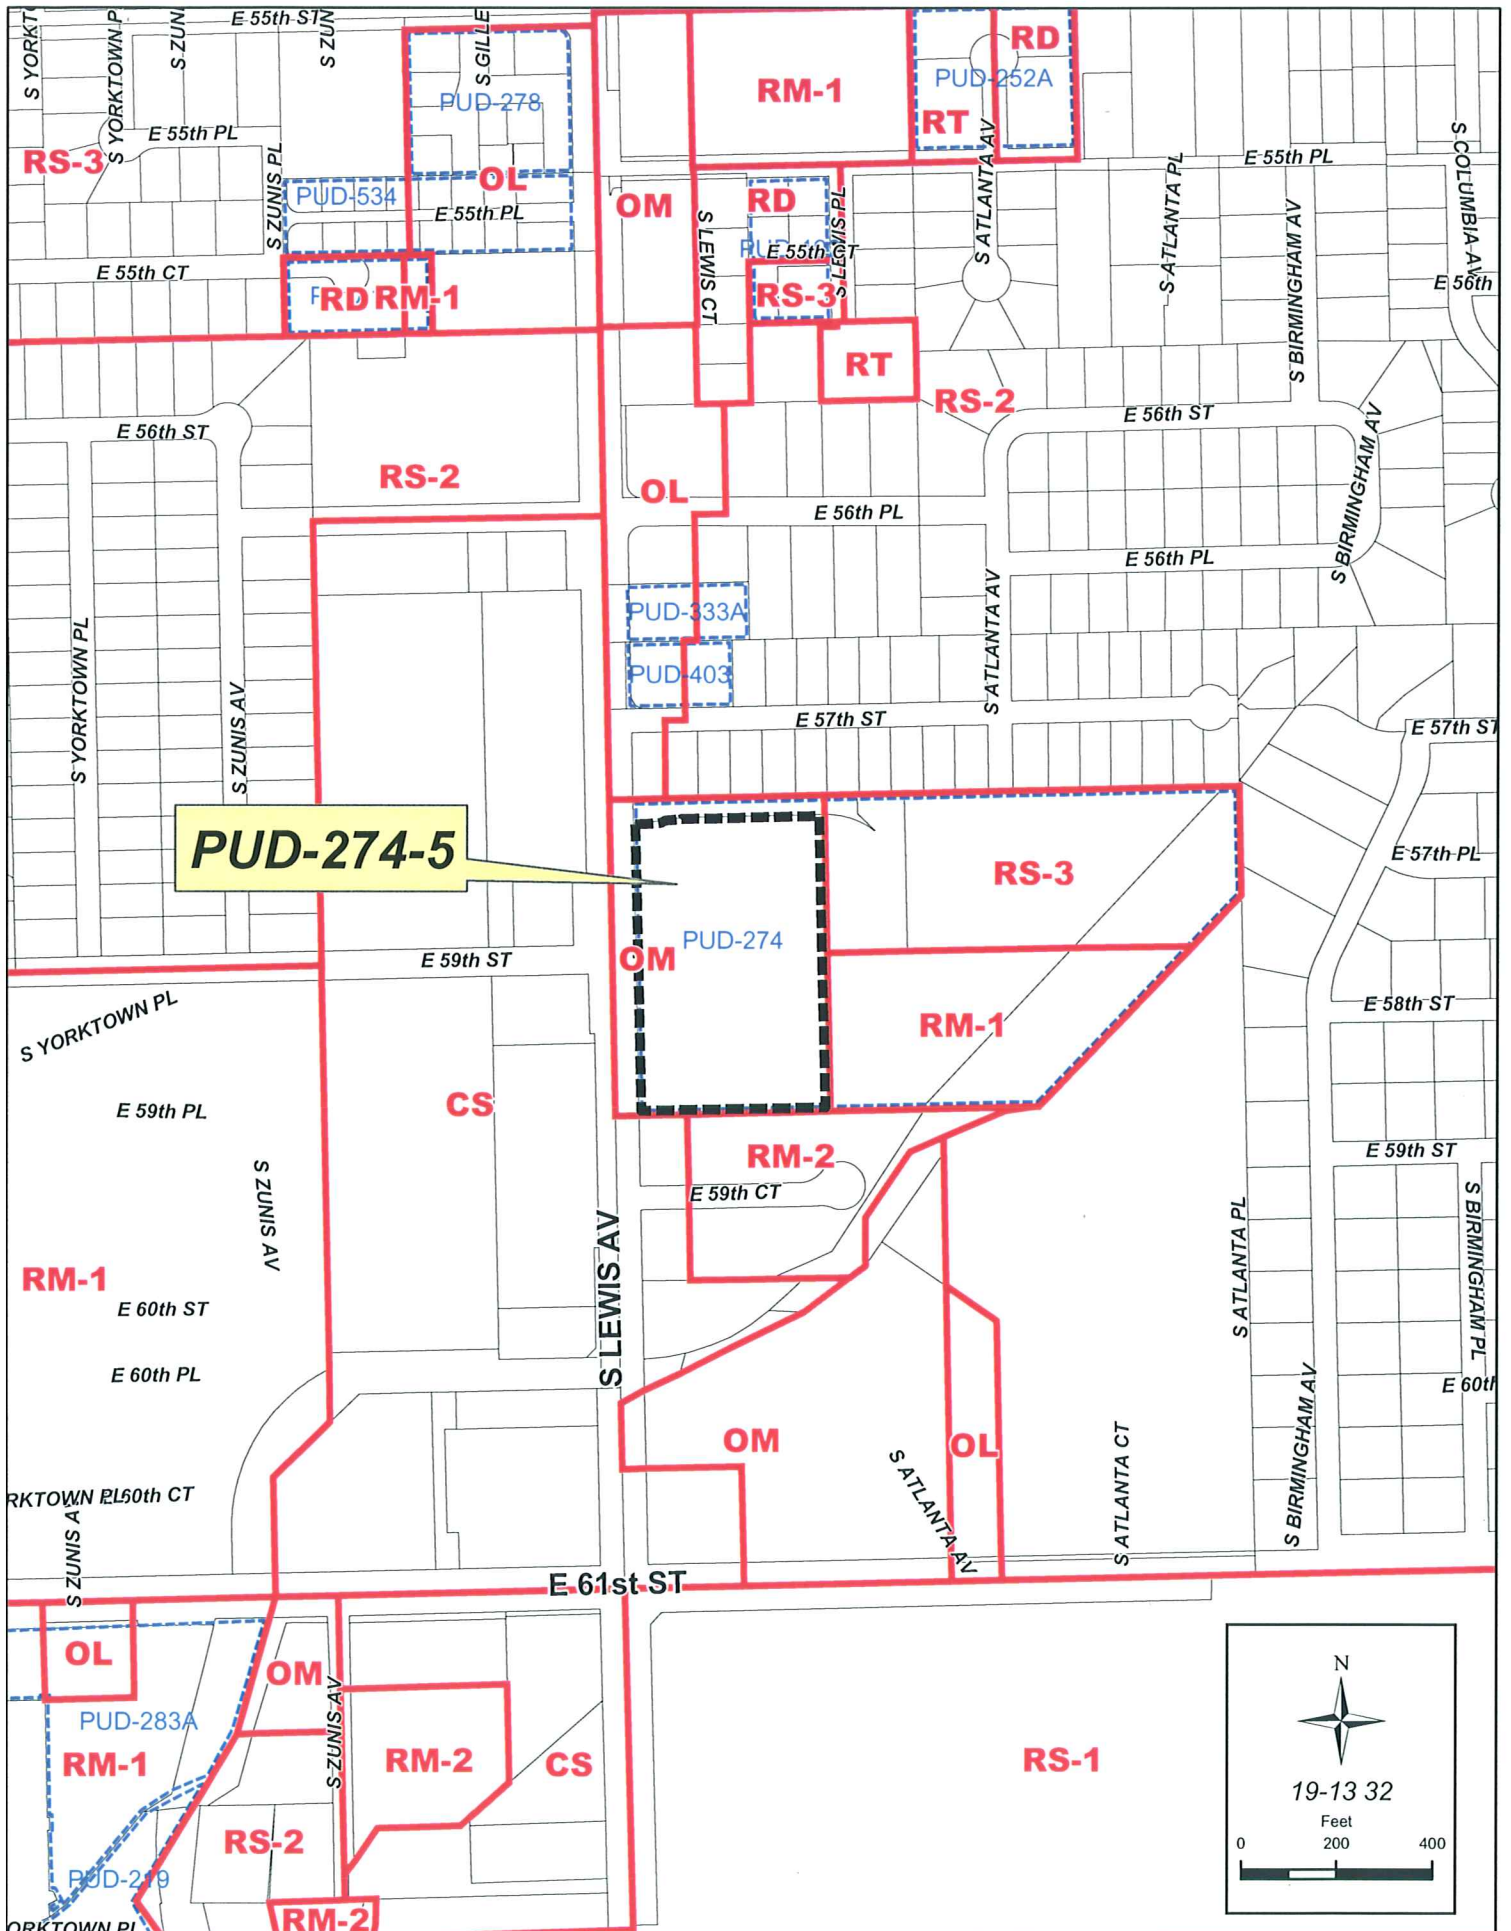 E 55th ST
S ZUNI
S ZUN
S GILLE
RD
PUD-252A
RM-1
PUD-278
S YORKTOWN P
E 55th PL
RS-3
RT
S ATLANTA AV
S COLUMBIA AV
E 55th PL
S ATLANTA PL
S ZUNIS PL
PUD-534
OL
E 55th PL
OM
S LEWIS CT
RD
S LEWIS PL
E 55th CT
S BIRMINGHAM AV
E 55th CT
RD
RM-1
RS-3
E 56th
RT
RS-2
E 56th ST
E 56th ST
RS-2
OL
E 56th PL
S BIRMINGHAM AV
E 56th PL
PUD-333A
S ATLANTA AV
PUD-403
S YORKTOWN PL
S ZUNIS AV
E 57th ST
E 57th ST
PUD-274-5
E 57th PL
RS-3
PUD-274
OM
E 59th ST
S YORKTOWN PL
RM-1
E 58th ST
CS
E 59th PL
RM-2
E 59th ST
E 59th CT
S ZUNIS AV
S LEWIS AV
S ATLANTA PL
S BIRMINGHAM PL
RM-1
E 60th ST
E 60th PL
E 60th
OM
OL
S ATLANTA AV
S ATLANTA CT
S BIRMINGHAM AV
RKTOWN PL
E 60th CT
S ZUNIS A
E 61st ST
OL
OM
S ZUNIS AV
PUD-283A
RM-1
RM-2
CS
RS-1
RS-2
PUD-219
RM-2
ORKTOWN PL
N
19-13 32
Feet
0 200 400